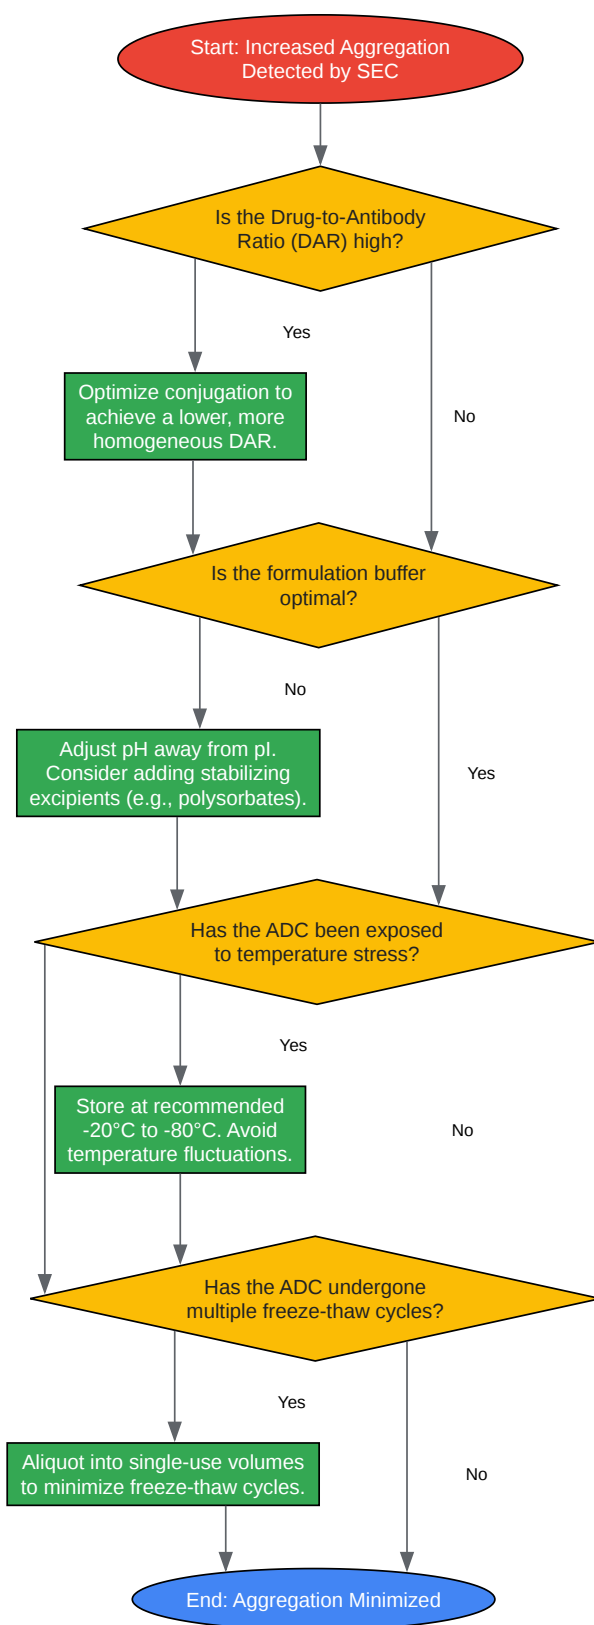 Start: Increased Aggregation
Detected by SEC
Is the Drug-to-Antibody
Ratio (DAR) high?
Yes
Optimize conjugation to
achieve a lower, more
homogeneous DAR.
No
Is the formulation buffer
optimal?
No
Adjust pH away from pI.
Consider adding stabilizing
excipients (e.g., polysorbates).
Yes
Has the ADC been exposed
to temperature stress?
Yes
Store at recommended
-20°C to -80°C. Avoid
temperature fluctuations.
No
Has the ADC undergone
multiple freeze-thaw cycles?
Yes
Aliquot into single-use volumes
to minimize freeze-thaw cycles.
No
End: Aggregation Minimized